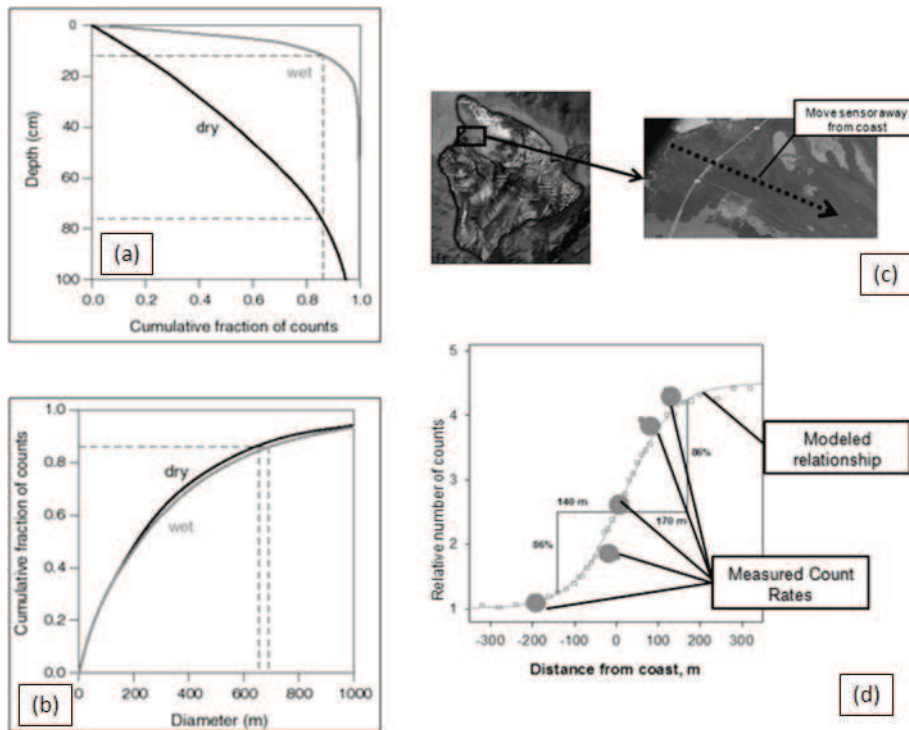 0
20
40
60
80
100
Depth (cm)
wet
dry
(a)
0.0 0.2 0.4 0.6 0.8 1.0
Cumulative fraction of counts
Move sensor away
from coast
(c)
1.0
0.8
0.6
0.4
0.2
0.0
Cumulative fraction of counts
dry
wet
(b)
0 200 400 600 800 1000
Diameter (m)
5
4
3
2
1
Relative number of counts
86%
140 m
170 m
86%
Modeled
relationship
Measured Count
Rates
-300 -200 -100 0 100 200 300
Distance from coast, m
(d)